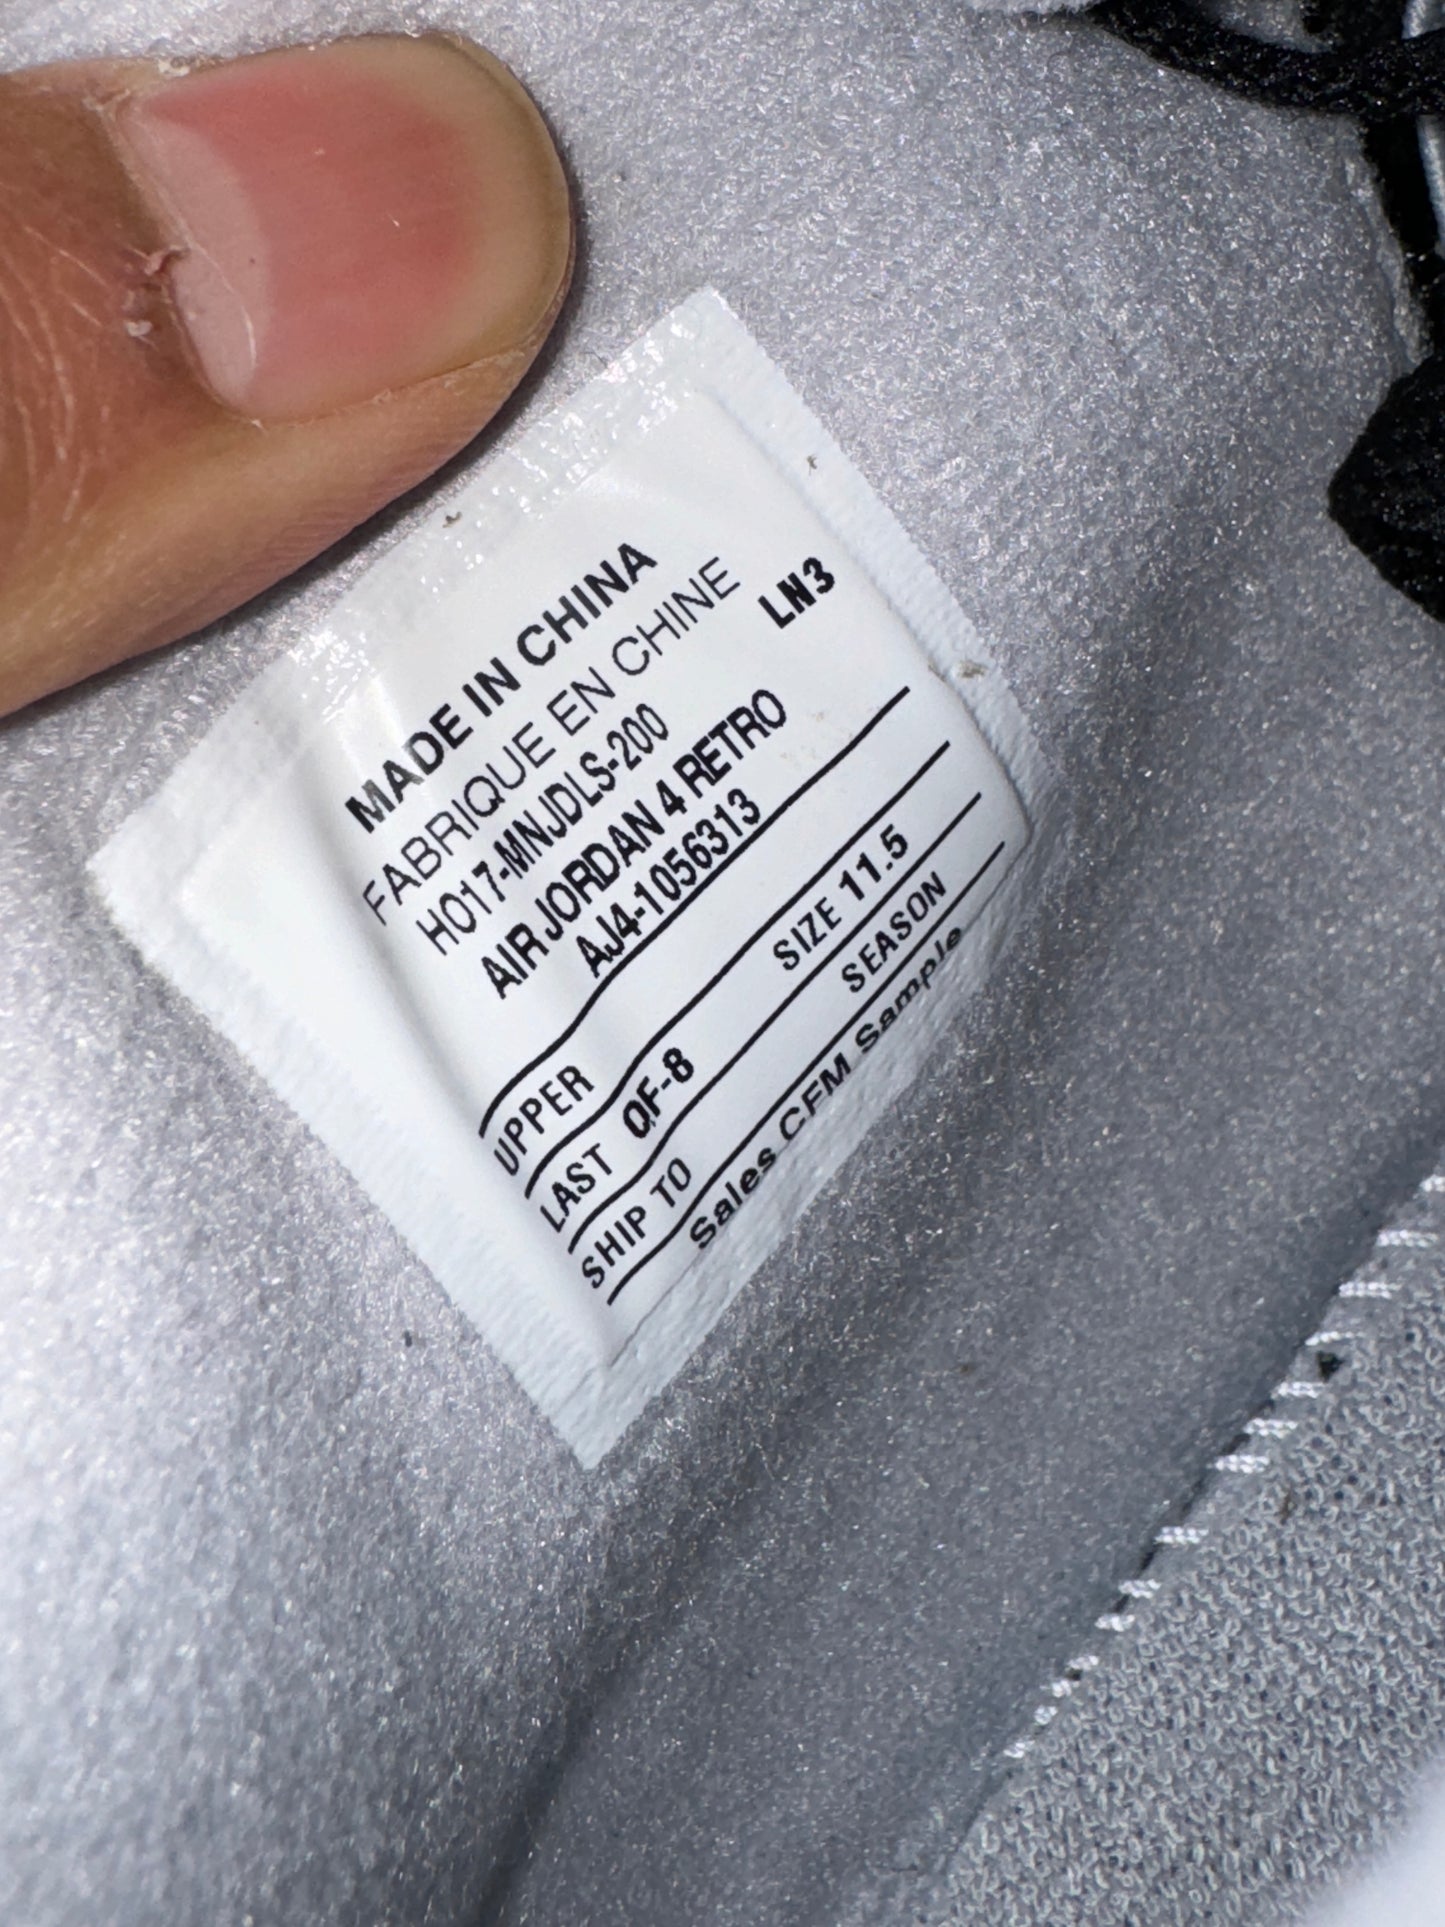 MADE IN CHINA
FABRIQUE EN CHINE
HO17-MNJDLS-200 LN3
AIR JORDAN 4 RETRO
AJ4-1056313
UPPER
LAST QF-8 SIZE 11.5
SHIP TO SEASON
Sales CFM Sample